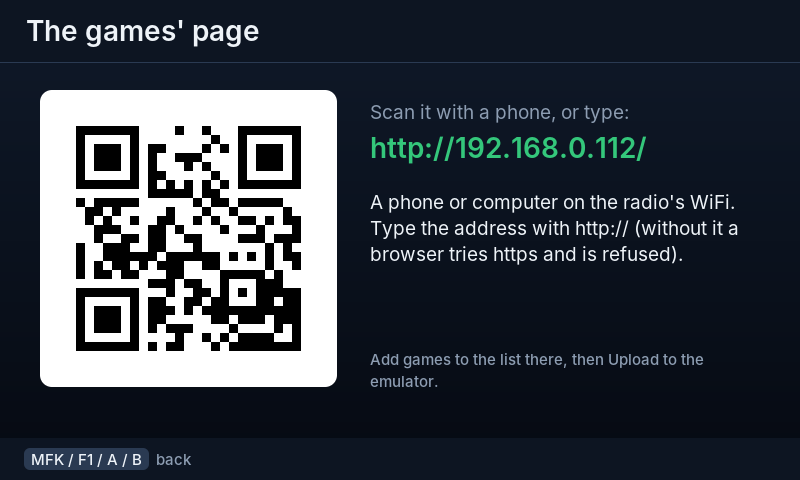 The games' page
Scan it with a phone, or type:
http://192.168.0.112/
A phone or computer on the radio's WiFi.
Type the address with http:// (without it a
browser tries https and is refused).
Add games to the list there, then Upload to the
emulator.
MFK / F1 / A / B back